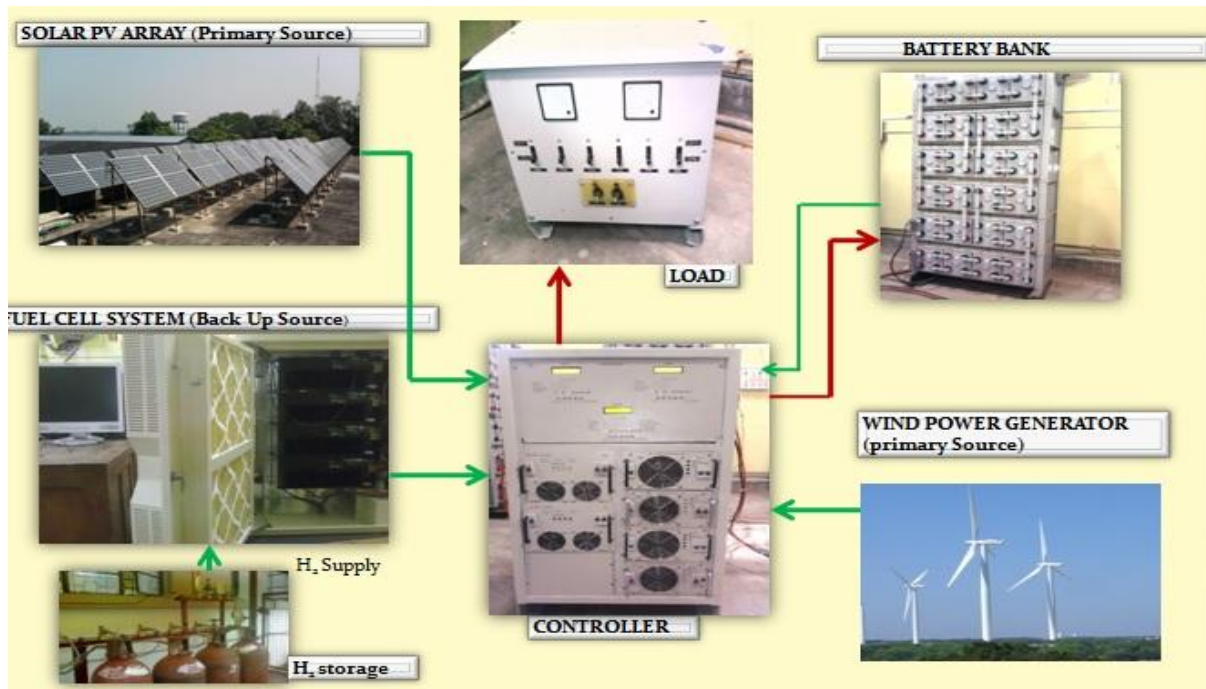 SOLAR PV ARRAY (Primary Source)
BATTERY BANK
LOAD
FUEL CELL SYSTEM (Back Up Source)
WIND POWER GENERATOR
(primary Source)
H₂ Supply
CONTROLLER
H₂ storage